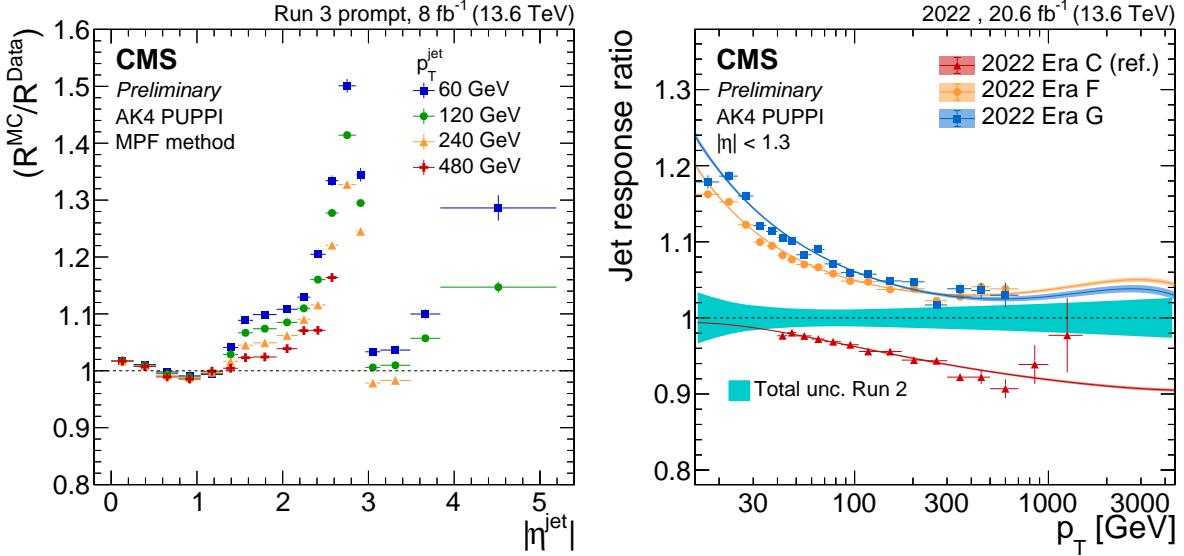 Run 3 prompt, 8 fb⁻¹ (13.6 TeV)
CMS
Preliminary
AK4 PUPPI
MPF method
p_T^jet
60 GeV
120 GeV
240 GeV
480 GeV
⟨R^MC/R^Data⟩
1.6
1.5
1.4
1.3
1.2
1.1
1
0.9
0.8
0 1 2 3 4 5
|η^jet|
2022 , 20.6 fb⁻¹ (13.6 TeV)
CMS
Preliminary
AK4 PUPPI
|η| < 1.3
2022 Era C (ref.)
2022 Era F
2022 Era G
Total unc. Run 2
Jet response ratio
1.3
1.2
1.1
1
0.9
0.8
30 100 300 1000 3000
p_T [GeV]